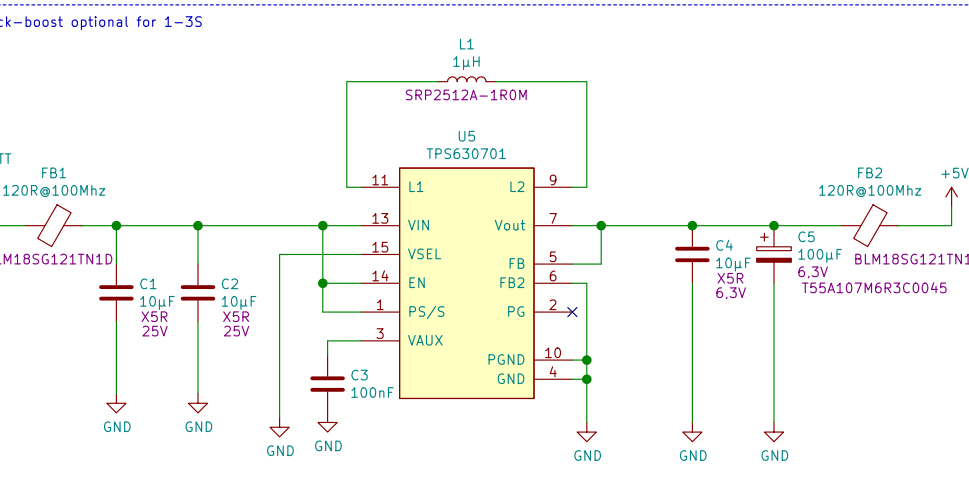 ck-boost optional for 1-3S
L1
1µH
SRP2512A-1R0M
U5
TPS630701
TT
FB1
120R@100Mhz
LM18SG121TN1D
FB2
120R@100Mhz
+5V
BLM18SG121TN1
11 L1
L2 9
13 VIN
Vout 7
15 VSEL
FB 5
14 EN
FB2 6
1 PS/S
PG 2
3 VAUX
PGND 10
GND 4
C1
10µF
X5R
25V
C2
10µF
X5R
25V
C3
100nF
C4
10µF
X5R
6,3V
+
C5
100µF
6,3V
T55A107M6R3C0045
GND
GND
GND
GND
GND
GND
GND